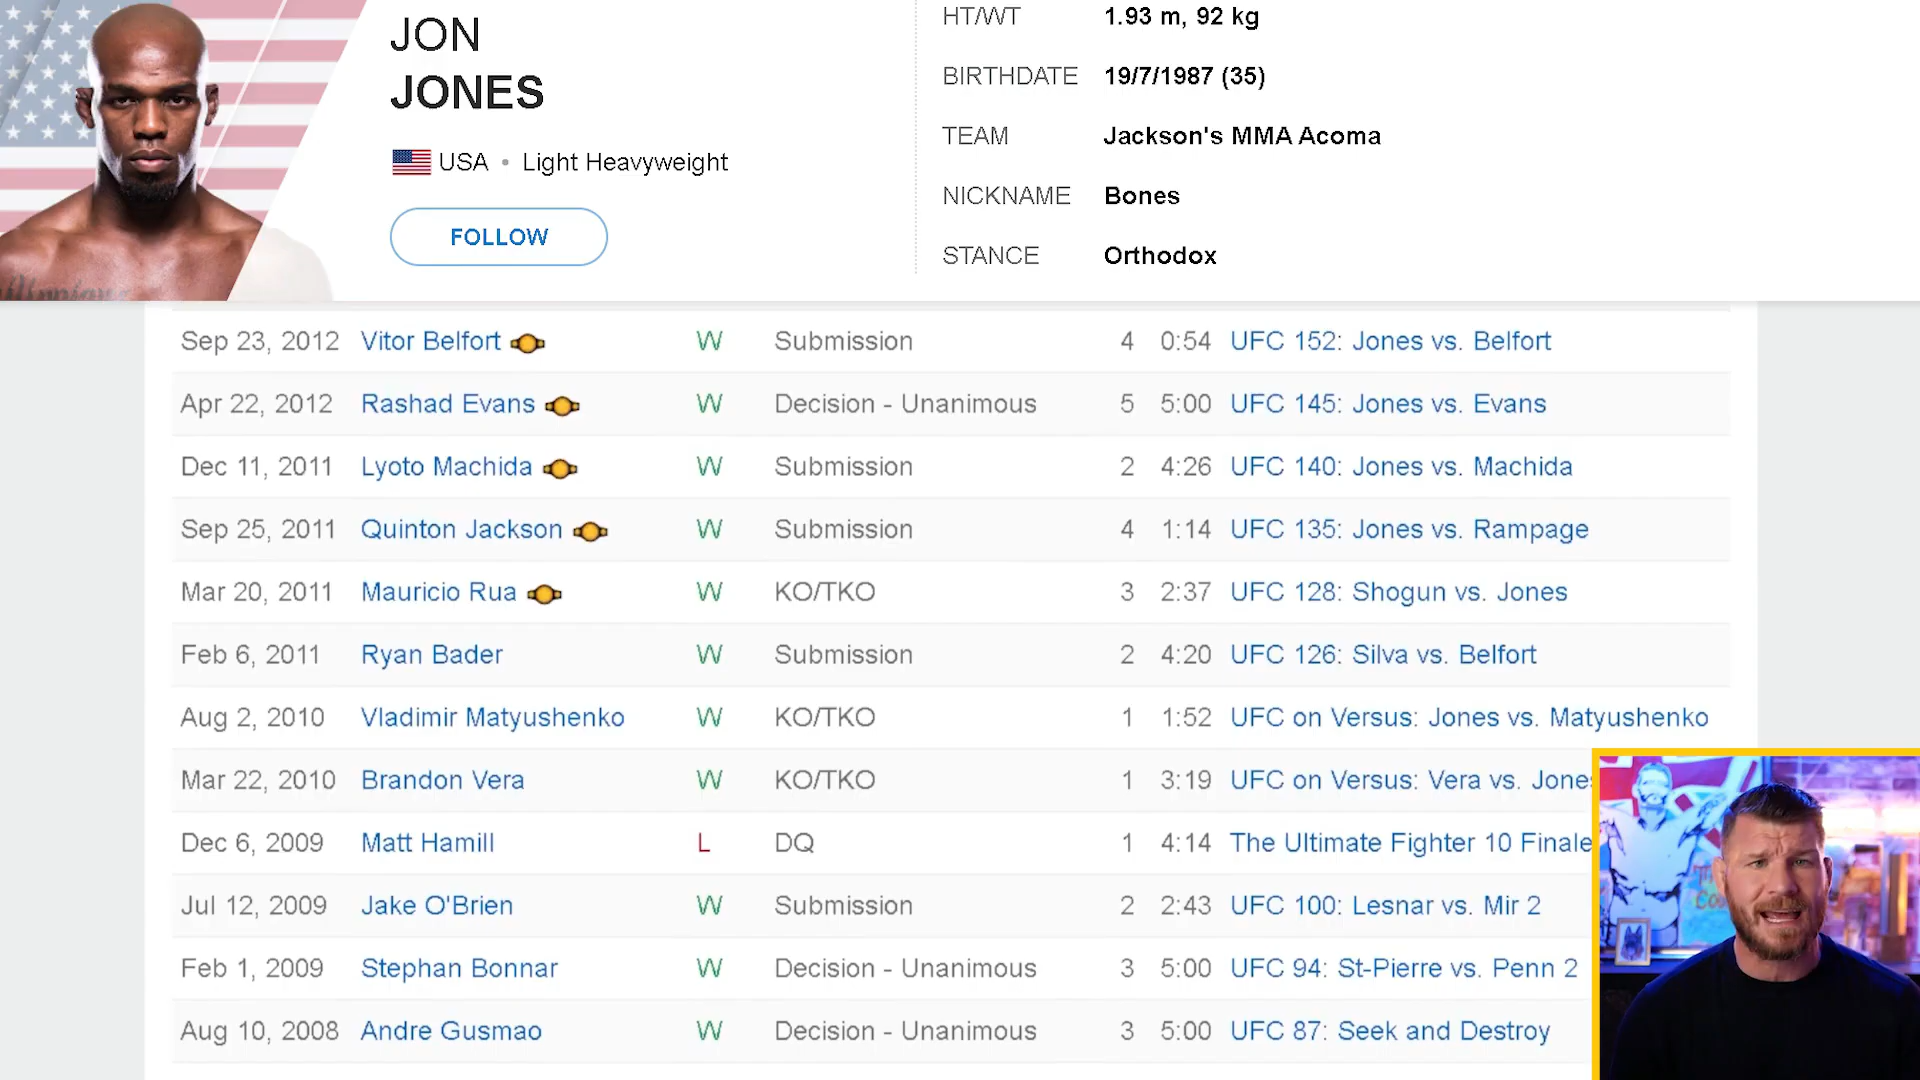 JON
JONES
USA • Light Heavyweight
FOLLOW
HT/WT 1.93 m, 92 kg
BIRTHDATE 19/7/1987 (35)
TEAM Jackson's MMA Acoma
NICKNAME Bones
STANCE Orthodox
Sep 23, 2012 Vitor Belfort W Submission 4 0:54 UFC 152: Jones vs. Belfort
Apr 22, 2012 Rashad Evans W Decision - Unanimous 5 5:00 UFC 145: Jones vs. Evans
Dec 11, 2011 Lyoto Machida W Submission 2 4:26 UFC 140: Jones vs. Machida
Sep 25, 2011 Quinton Jackson W Submission 4 1:14 UFC 135: Jones vs. Rampage
Mar 20, 2011 Mauricio Rua W KO/TKO 3 2:37 UFC 128: Shogun vs. Jones
Feb 6, 2011 Ryan Bader W Submission 2 4:20 UFC 126: Silva vs. Belfort
Aug 2, 2010 Vladimir Matyushenko W KO/TKO 1 1:52 UFC on Versus: Jones vs. Matyushenko
Mar 22, 2010 Brandon Vera W KO/TKO 1 3:19 UFC on Versus: Vera vs. Jones
Dec 6, 2009 Matt Hamill L DQ 1 4:14 The Ultimate Fighter 10 Finale
Jul 12, 2009 Jake O'Brien W Submission 2 2:43 UFC 100: Lesnar vs. Mir 2
Feb 1, 2009 Stephan Bonnar W Decision - Unanimous 3 5:00 UFC 94: St-Pierre vs. Penn 2
Aug 10, 2008 Andre Gusmao W Decision - Unanimous 3 5:00 UFC 87: Seek and Destroy